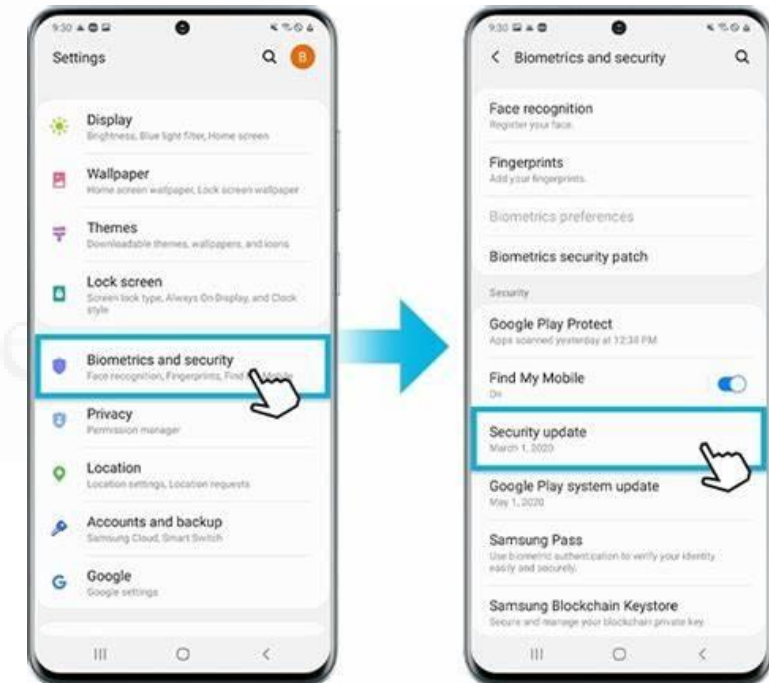 9:30
Settings
B
Display
Brightness, Blue light filter, Home screen
Wallpaper
Home screen wallpaper, Lock screen wallpaper
Themes
Downloadable themes, wallpapers, and icons
Lock screen
Screen lock type, Always On Display, and Clock
style
Biometrics and security
Face recognition, Fingerprints, Find My Mobile
Privacy
Permission manager
Location
Location settings, Location requests
Accounts and backup
Samsung Cloud, Smart Switch
Google
Google settings
9:30
Biometrics and security
Face recognition
Register your face.
Fingerprints
Add your fingerprints.
Biometrics preferences
Biometrics security patch
Security
Google Play Protect
Apps scanned yesterday at 12:38 PM
Find My Mobile
On
Security update
March 1, 2020
Google Play system update
May 1, 2020
Samsung Pass
Use biometric authentication to verify your identity
easily and securely.
Samsung Blockchain Keystore
Secure and manage your blockchain private key.